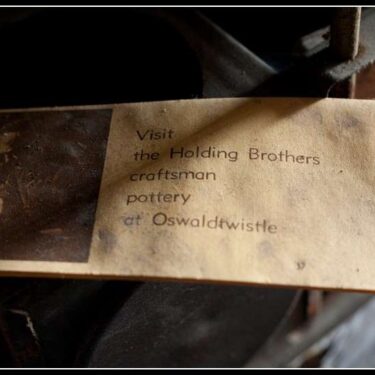 Visit
the Holding Brothers
craftsman
pottery
at Oswaldtwistle